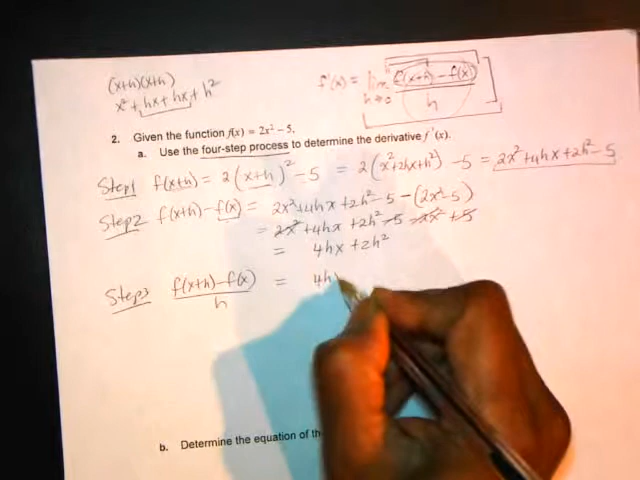 (x+h)(x+h)
x² + hx + hx + h²
f'(x) = lim h→0 f(x+h) – f(x) / h
2. Given the function f(x) = 2x² – 5,
a. Use the four-step process to determine the derivative f'(x).
Step1 f(x+h) = 2(x+h)² – 5 = 2(x²+2hx+h²) – 5 = 2x²+4hx+2h²–5
Step2 f(x+h)–f(x) = 2x²+4hx+2h²–5–(2x²–5)
= 2x²+4hx+2h²–5–2x²+5
= 4hx+2h²
Step3 f(x+h)–f(x) / h = 4h
b. Determine the equation of th